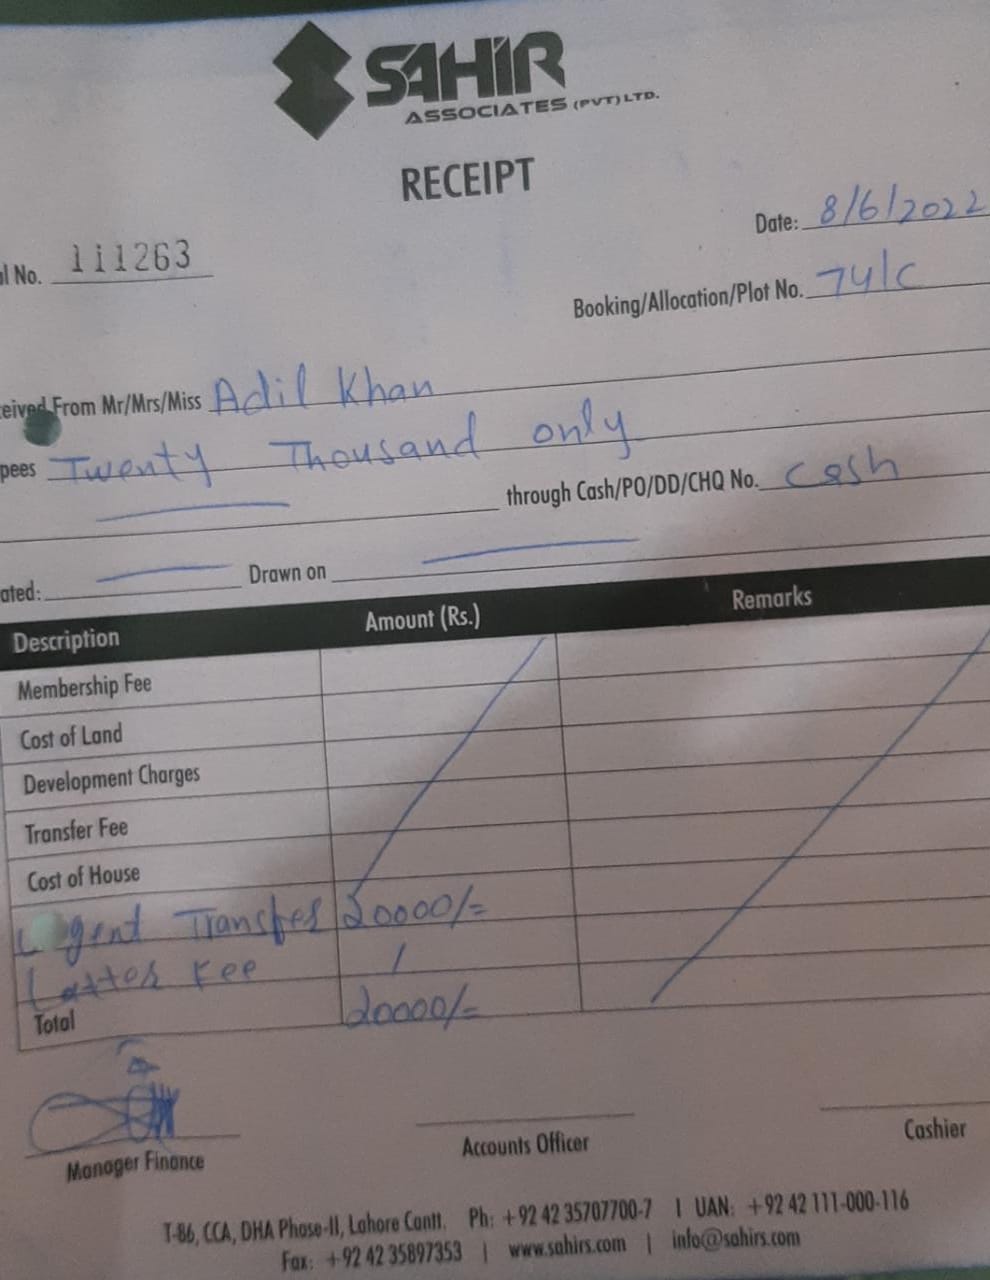 SAHIR
ASSOCIATES (PVT) LTD.
RECEIPT
Date: 8/6/2022
l No. 111263
Booking/Allocation/Plot No. 74/C
eived From Mr/Mrs/Miss Adil Khan
pees Twenty Thousand only
through Cash/PO/DD/CHQ No. Cash
ated: Drawn on
Description Amount (Rs.) Remarks
Membership Fee
Cost of Land
Development Charges
Transfer Fee
Cost of House
U gent Transfer 20000/=
Latter Fee /
Total 20000/=
Manager Finance Accounts Officer Cashier
T-86, CCA, DHA Phase-II, Lahore Cantt. Ph: +92 42 35707700-7 | UAN: +92 42 111-000-116
Fax: +92 42 35897353 | www.sahirs.com | info@sahirs.com